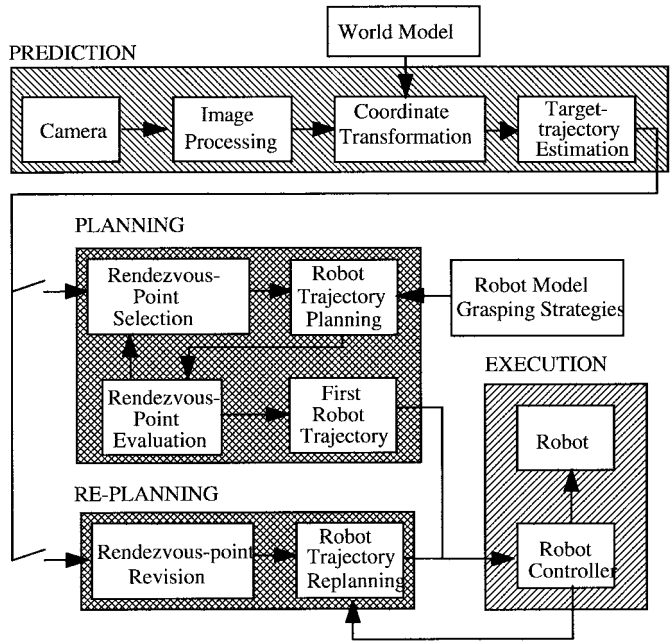 World Model
PREDICTION
Camera
Image
Processing
Coordinate
Transformation
Target-
trajectory
Estimation
PLANNING
Rendezvous-
Point
Selection
Robot
Trajectory
Planning
Robot Model
Grasping Strategies
Rendezvous-
Point
Evaluation
First
Robot
Trajectory
EXECUTION
Robot
Robot
Controller
RE-PLANNING
Rendezvous-point
Revision
Robot
Trajectory
Replanning